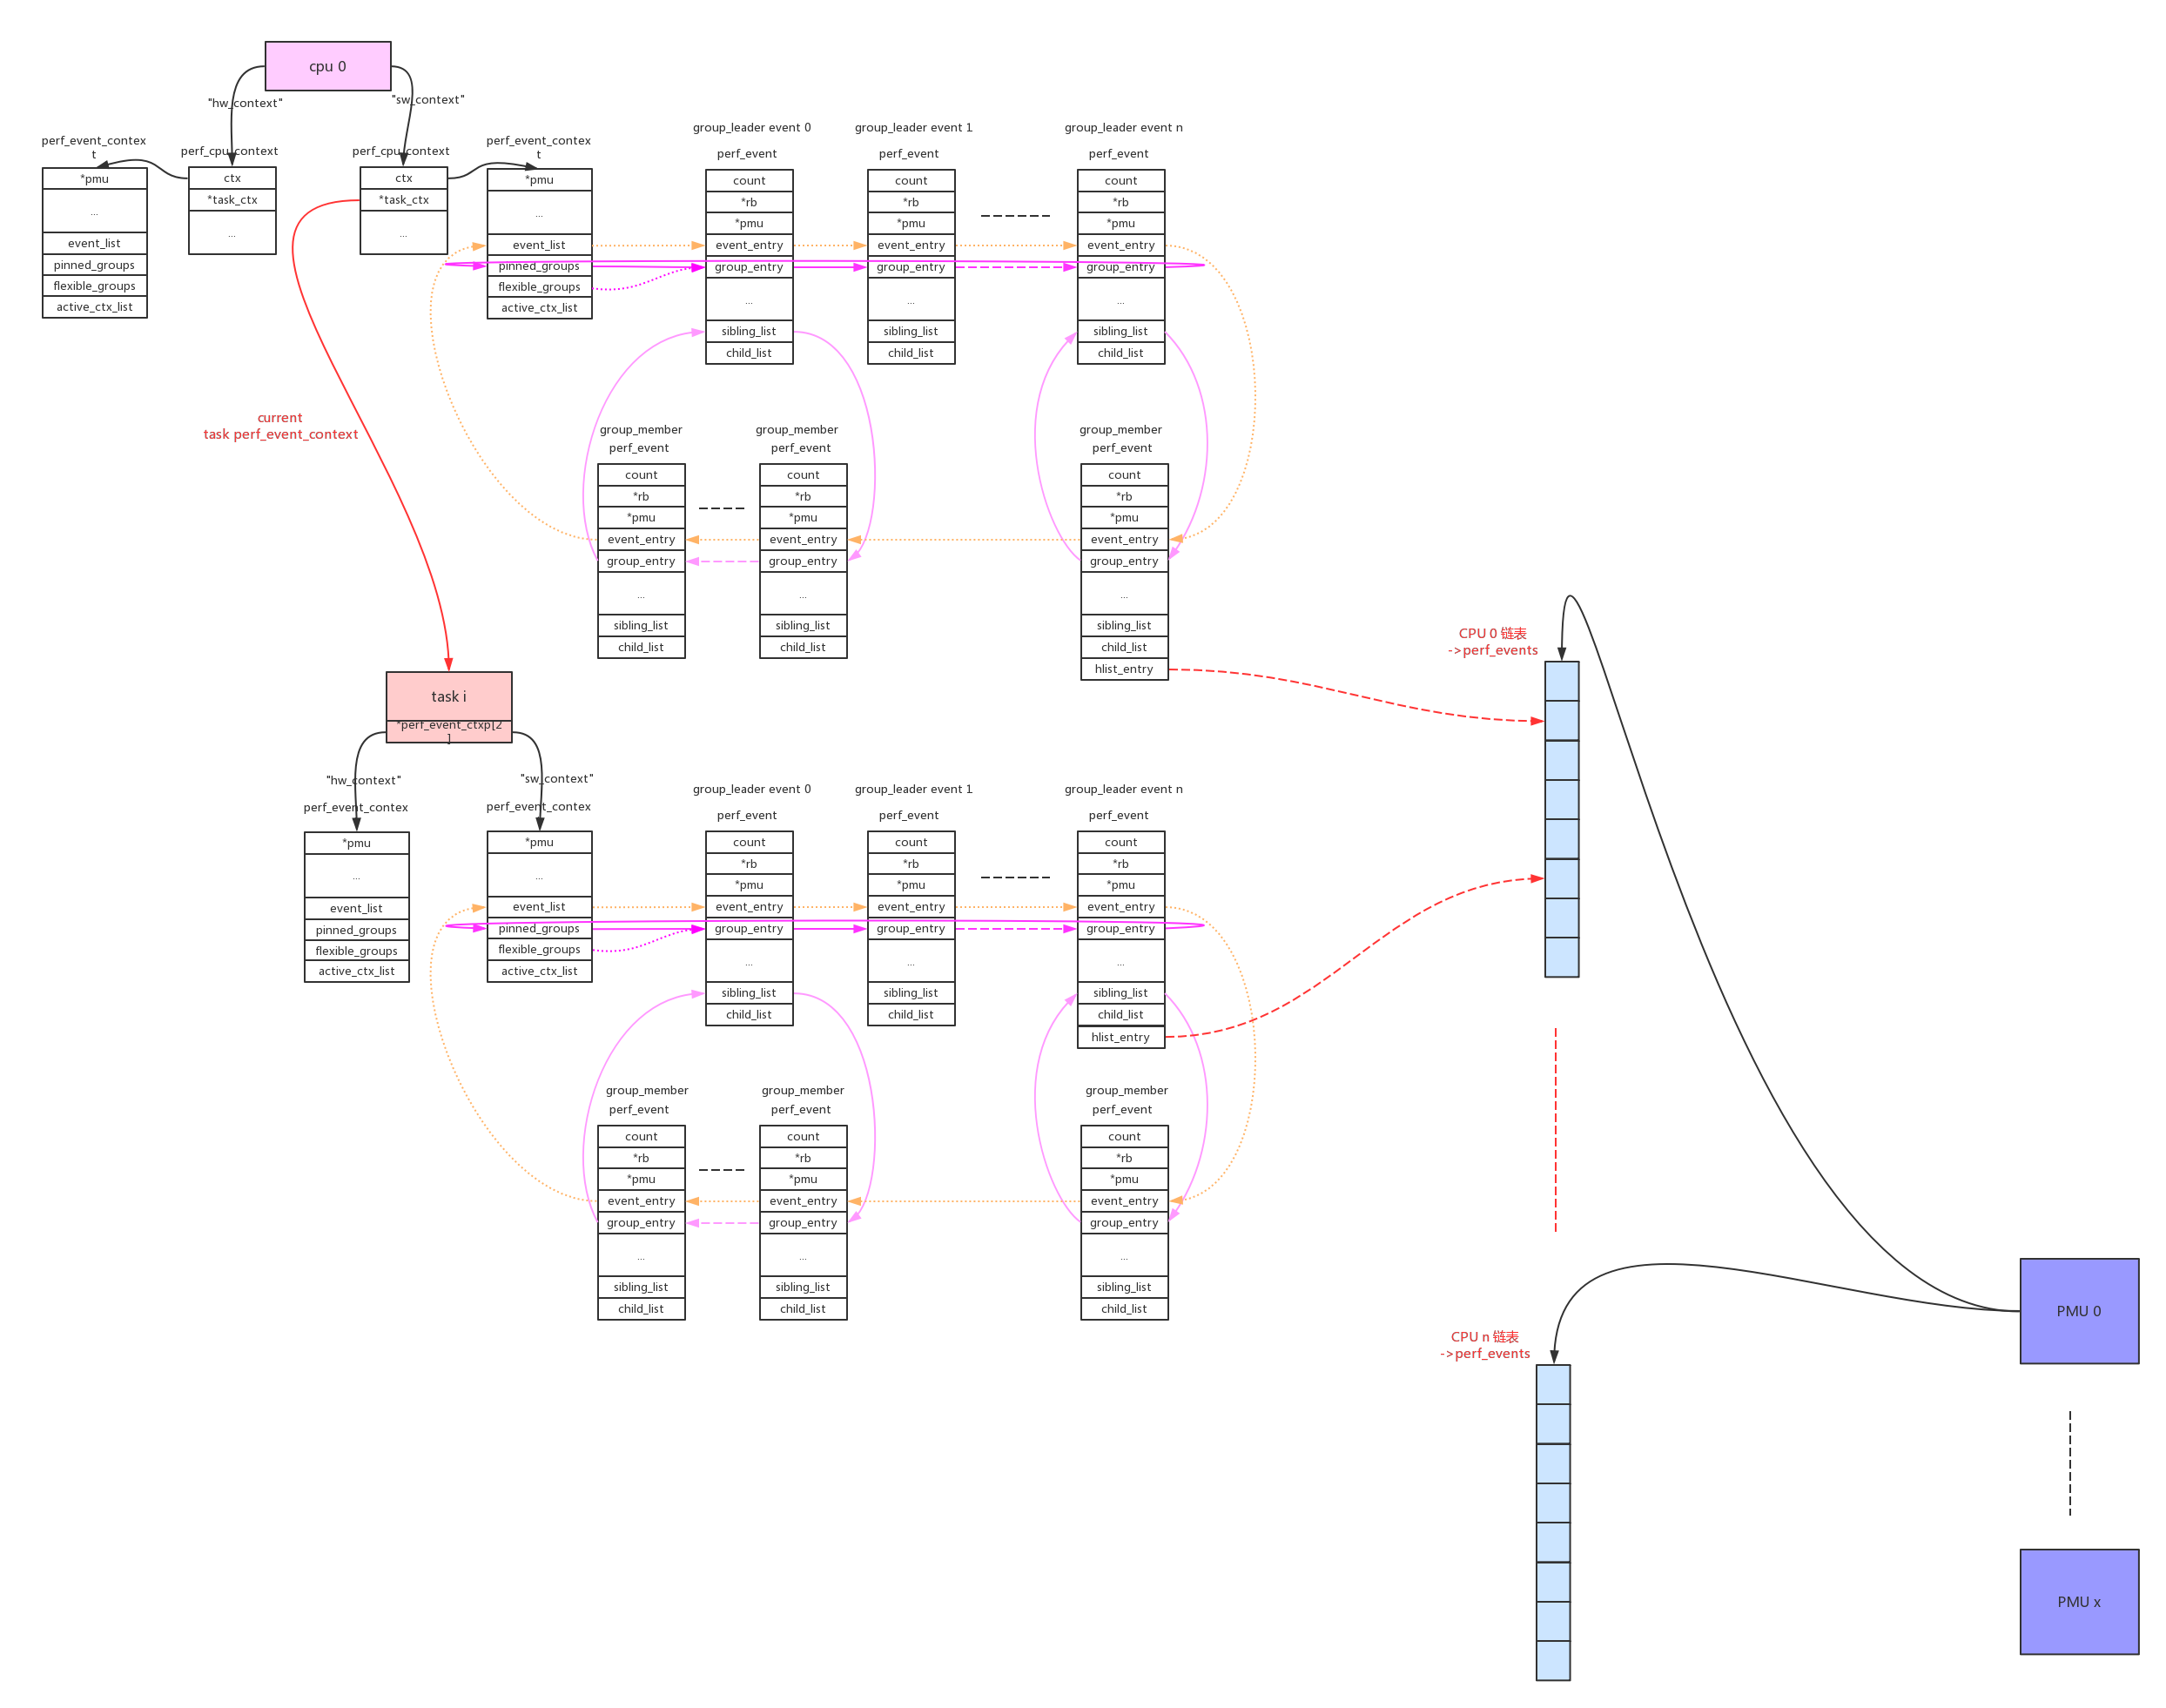 cpu 0
"hw_context"
"sw_context"
perf_event_contex
t
*pmu
...
event_list
pinned_groups
flexible_groups
active_ctx_list
perf_cpu_context
ctx
*task_ctx
...
perf_cpu_context
ctx
*task_ctx
...
perf_event_contex
t
*pmu
...
event_list
pinned_groups
flexible_groups
active_ctx_list
group_leader event 0
perf_event
count
*rb
*pmu
event_entry
group_entry
...
sibling_list
child_list
group_leader event 1
perf_event
count
*rb
*pmu
event_entry
group_entry
...
sibling_list
child_list
group_leader event n
perf_event
count
*rb
*pmu
event_entry
group_entry
...
sibling_list
child_list
current
task perf_event_context
group_member
perf_event
count
*rb
*pmu
event_entry
group_entry
...
sibling_list
child_list
group_member
perf_event
count
*rb
*pmu
event_entry
group_entry
...
sibling_list
child_list
group_member
perf_event
count
*rb
*pmu
event_entry
group_entry
...
sibling_list
child_list
hlist_entry
CPU 0 链表
->perf_events
task i
*perf_event_ctxp[2
]
"hw_context"
"sw_context"
perf_event_contex
*pmu
...
event_list
pinned_groups
flexible_groups
active_ctx_list
perf_event_contex
*pmu
...
event_list
pinned_groups
flexible_groups
active_ctx_list
group_leader event 0
perf_event
count
*rb
*pmu
event_entry
group_entry
...
sibling_list
child_list
group_leader event 1
perf_event
count
*rb
*pmu
event_entry
group_entry
...
sibling_list
child_list
group_leader event n
perf_event
count
*rb
*pmu
event_entry
group_entry
...
sibling_list
child_list
hlist_entry
group_member
perf_event
count
*rb
*pmu
event_entry
group_entry
...
sibling_list
child_list
group_member
perf_event
count
*rb
*pmu
event_entry
group_entry
...
sibling_list
child_list
group_member
perf_event
count
*rb
*pmu
event_entry
group_entry
...
sibling_list
child_list
CPU n 链表
->perf_events
PMU 0
PMU x